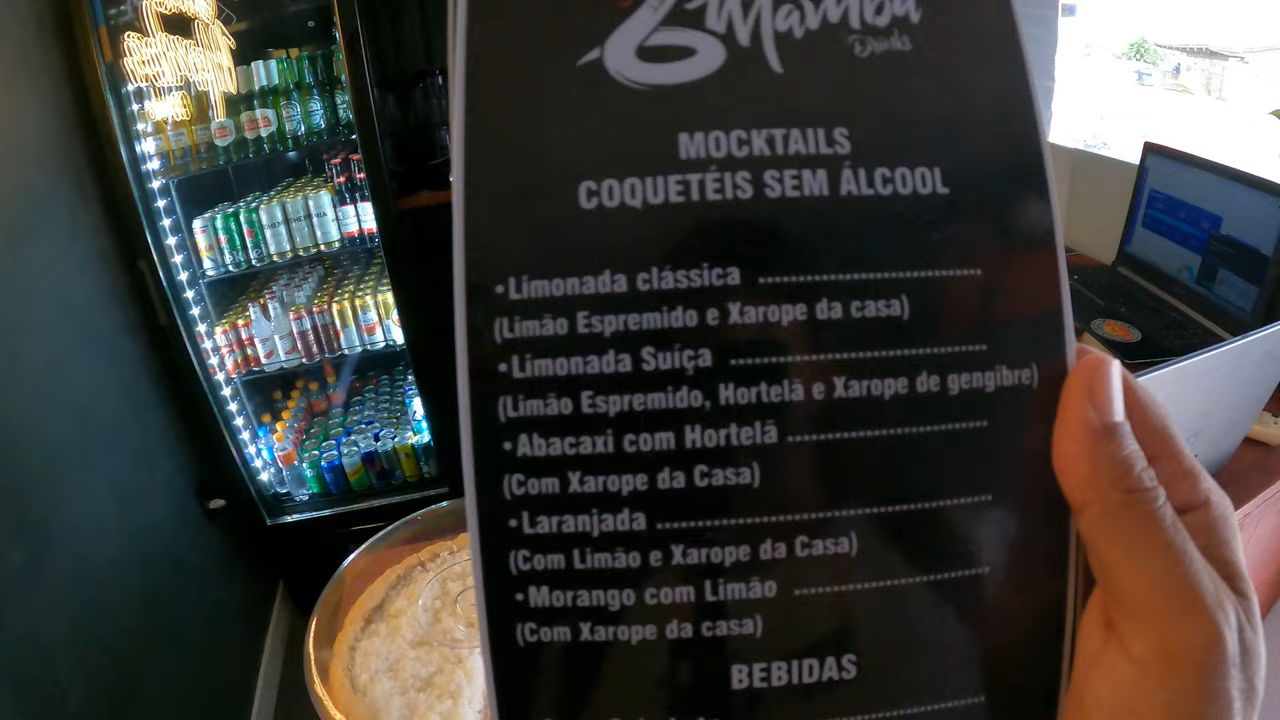 Mambu
Drinks
MOCKTAILS
COQUETÉIS SEM ÁLCOOL
•Limonada clássica ........................
(Limão Espremido e Xarope da casa)
•Limonada Suíça ........................
(Limão Espremido, Hortelã e Xarope de gengibre)
•Abacaxi com Hortelã ........................
(Com Xarope da Casa)
•Laranjada ........................
(Com Limão e Xarope da Casa)
•Morango com Limão ........................
(Com Xarope da casa)
BEBIDAS